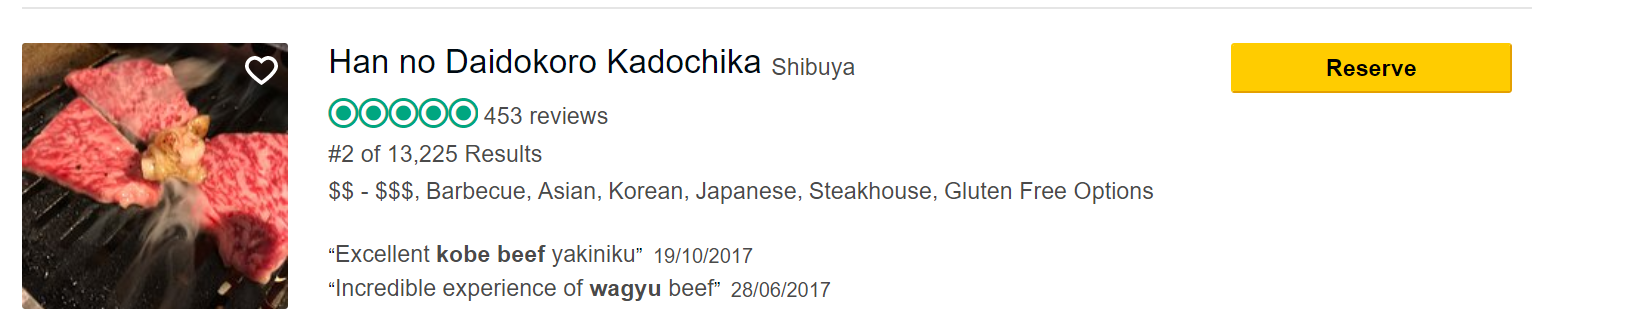 Han no Daidokoro Kadochika Shibuya
Reserve
453 reviews
#2 of 13,225 Results
$$ - $$$, Barbecue, Asian, Korean, Japanese, Steakhouse, Gluten Free Options
“Excellent kobe beef yakiniku” 19/10/2017
“Incredible experience of wagyu beef” 28/06/2017